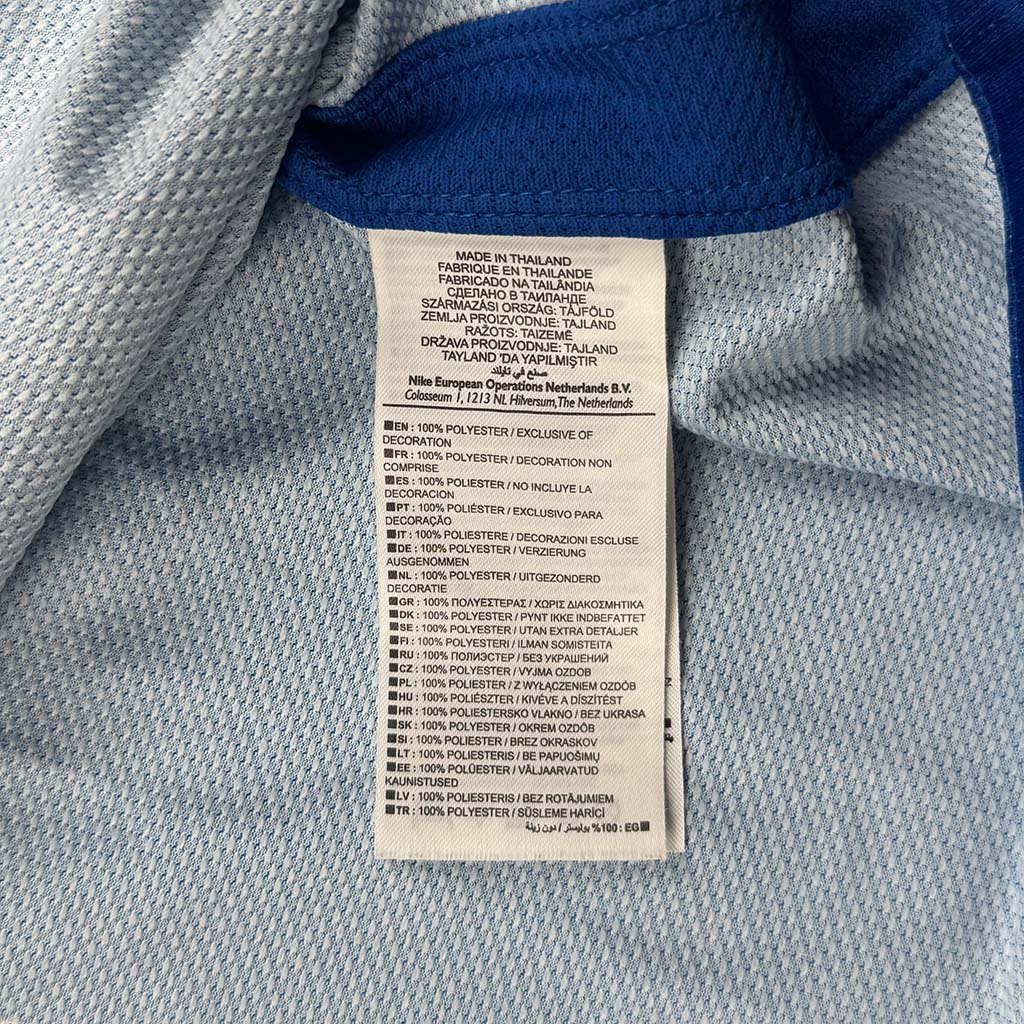 MADE IN THAILAND
FABRIQUE EN THAILANDE
FABRICADO NA TAILÂNDIA
СДЕЛАНО В ТАИЛАНДЕ
SZÁRMAZÁSI ORSZÁG: TÁJFÖLD
ZEMLJA PROIZVODNJE: TAJLAND
RAŽOTS: TAIZEMĒ
DRŽAVA PROIZVODNJE: TAJLAND
TAYLAND 'DA YAPILMIŞTIR
صنع في تايلند
Nike European Operations Netherlands B.V.
Colosseum 1, 1213 NL Hilversum, The Netherlands
EN : 100% POLYESTER / EXCLUSIVE OF
DECORATION
FR : 100% POLYESTER / DECORATION NON
COMPRISE
ES : 100% POLIESTER / NO INCLUYE LA
DECORACION
PT : 100% POLIÉSTER / EXCLUSIVO PARA
DECORAÇÃO
IT : 100% POLIESTERE / DECORAZIONI ESCLUSE
DE : 100% POLYESTER / VERZIERUNG
AUSGENOMMEN
NL : 100% POLYESTER / UITGEZONDERD
DECORATIE
GR : 100% ΠΟΛΥΕΣΤΕΡΑΣ / ΧΩΡΙΣ ΔΙΑΚΟΣΜΗΤΙΚΑ
DK : 100% POLYESTER / PYNT IKKE INDBEFATTET
SE : 100% POLYESTER / UTAN EXTRA DETALJER
FI : 100% POLYESTERI / ILMAN SOMISTEITA
RU : 100% ПОЛИЭСТЕР / БЕЗ УКРАШЕНИЙ
CZ : 100% POLYESTER / VYJMA OZDOB
PL : 100% POLYESTER / Z WYŁĄCZENIEM OZDÓB
HU : 100% POLIÉSZTER / KIVÉVE A DÍSZÍTÉST
HR : 100% POLIESTERSKO VLAKNO / BEZ UKRASA
SK : 100% POLYESTER / OKREM OZDÔB
SI : 100% POLIESTER / BREZ OKRASKOV
LT : 100% POLIESTERIS / BE PAPUOŠIMŲ
EE : 100% POLÜESTER / VÄLJAARVATUD
KAUNISTUSED
LV : 100% POLIESTERIS / BEZ ROTĀJUMIEM
TR : 100% POLYESTER / SÜSLEME HARİCİ
EG : %100 بوليستر / دون زينة